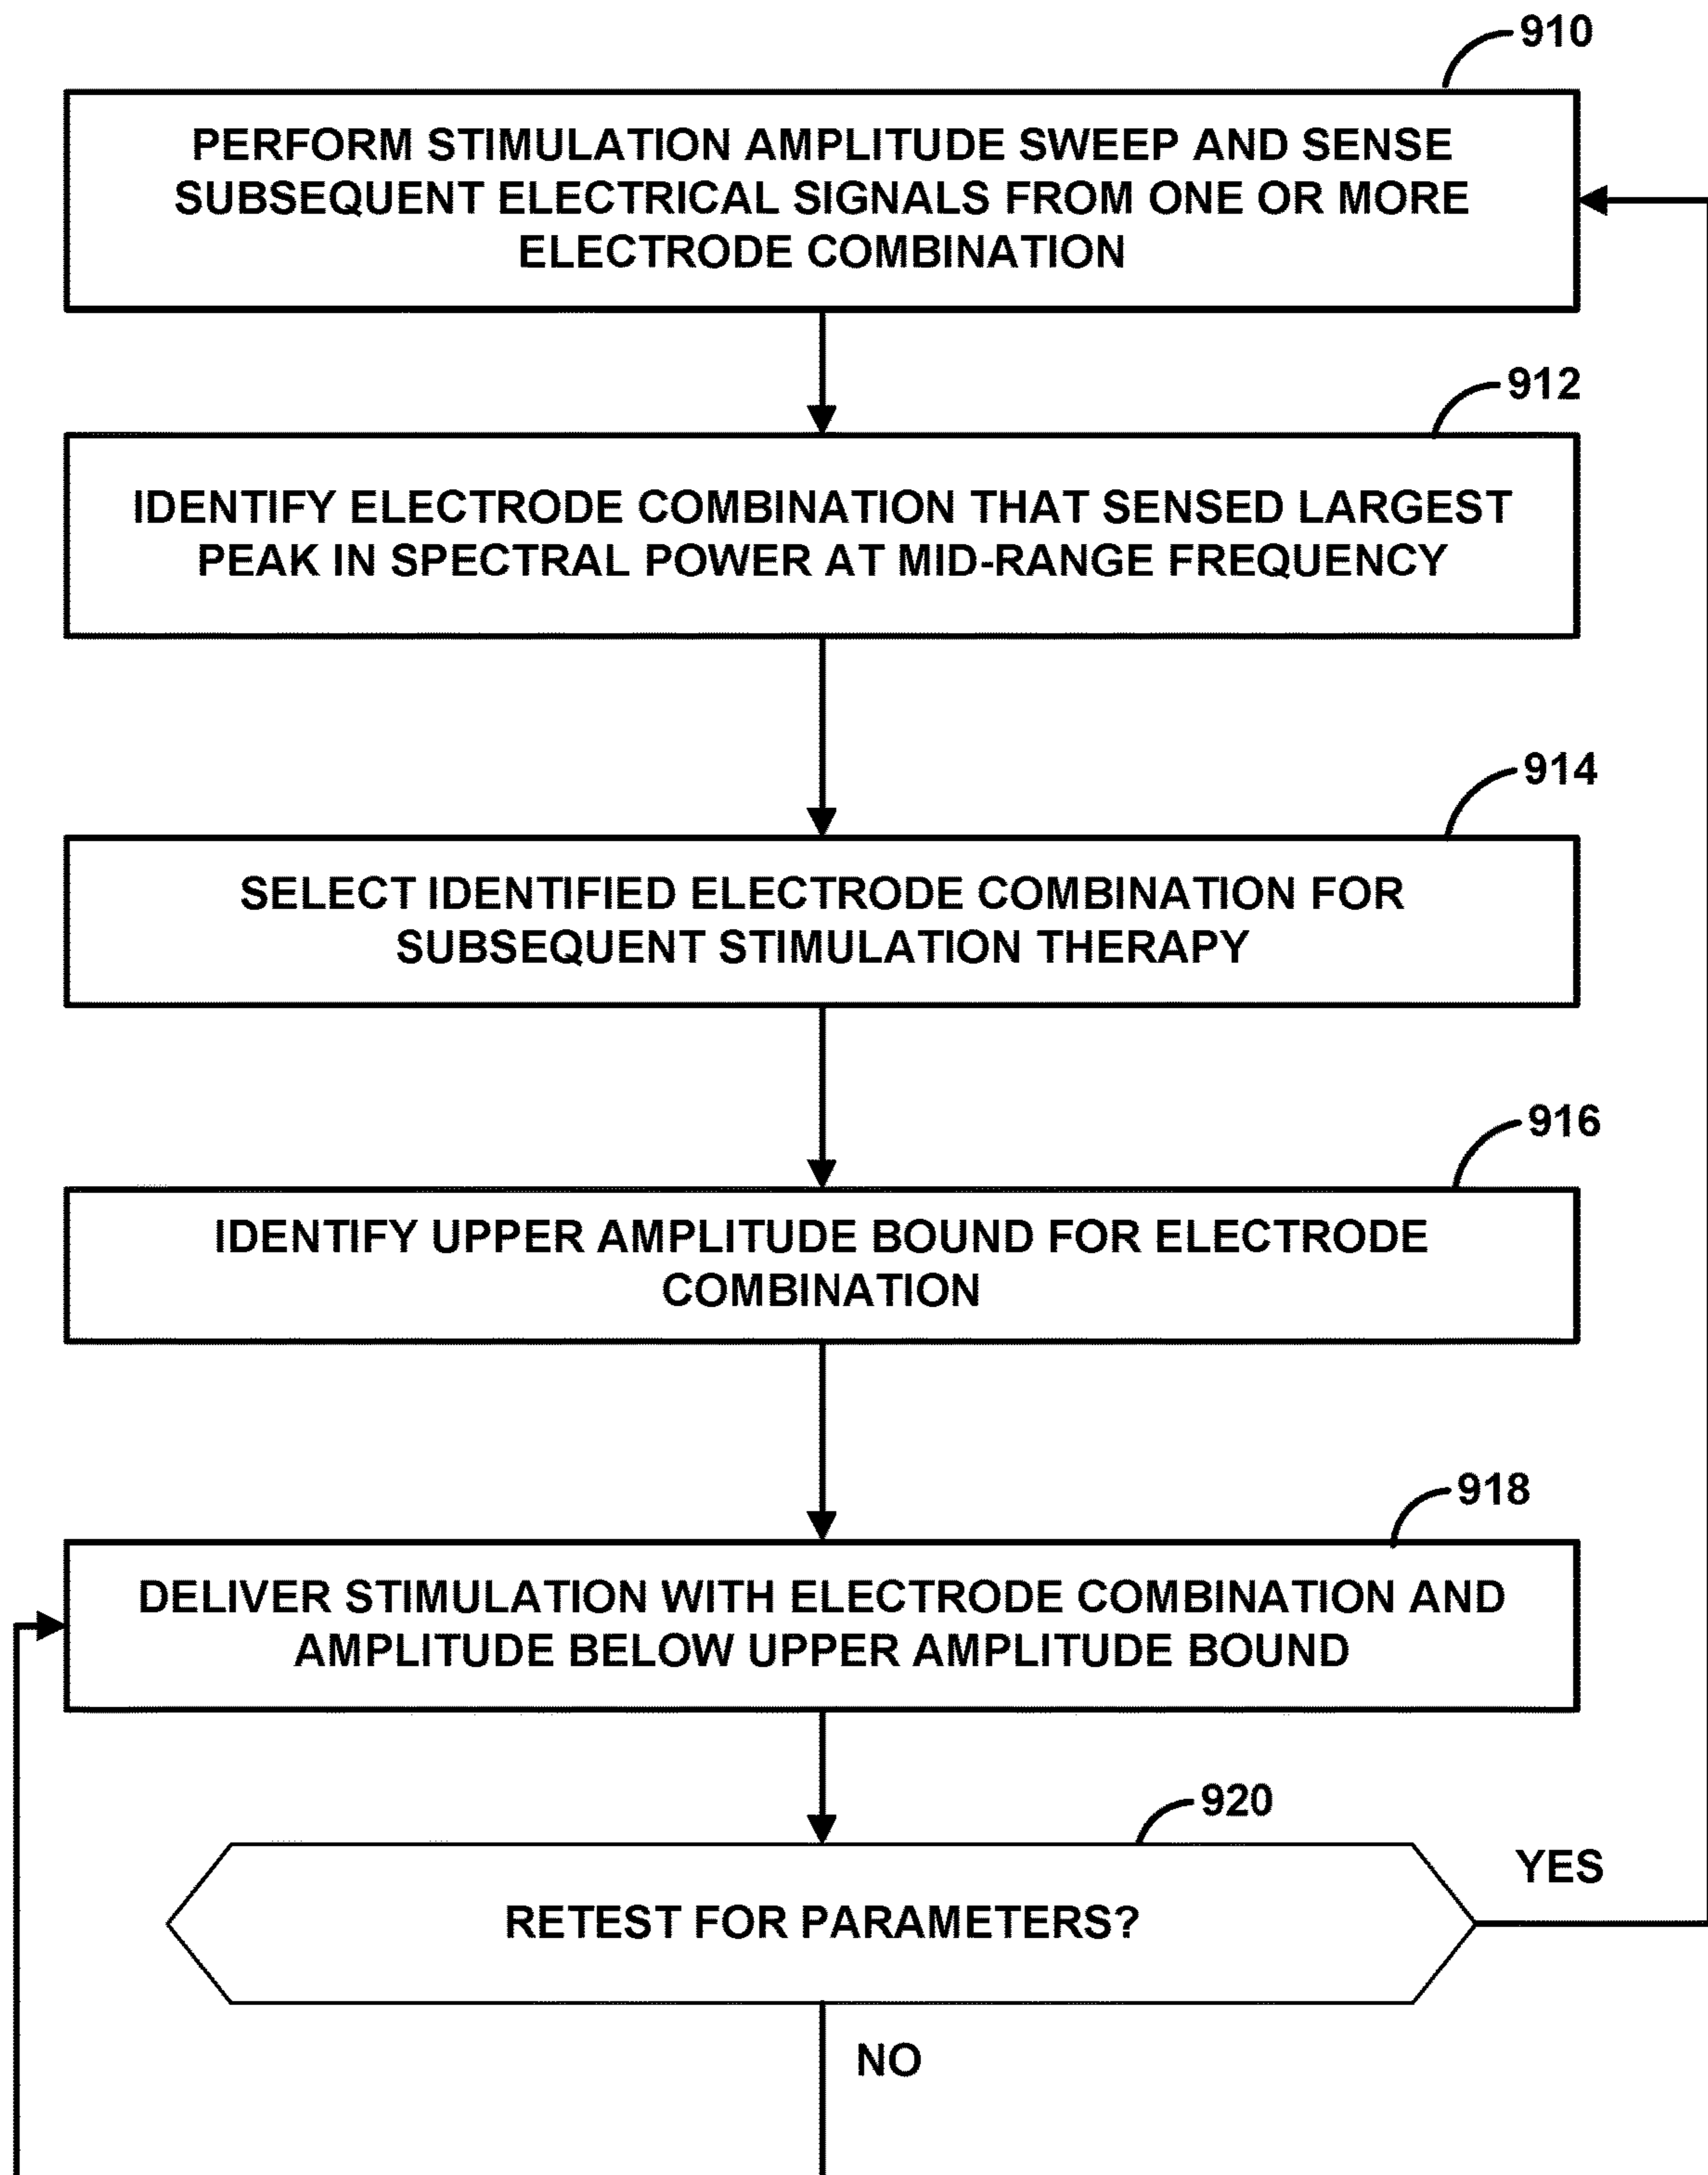 910
PERFORM STIMULATION AMPLITUDE SWEEP AND SENSE
SUBSEQUENT ELECTRICAL SIGNALS FROM ONE OR MORE
ELECTRODE COMBINATION
912
IDENTIFY ELECTRODE COMBINATION THAT SENSED LARGEST
PEAK IN SPECTRAL POWER AT MID-RANGE FREQUENCY
914
SELECT IDENTIFIED ELECTRODE COMBINATION FOR
SUBSEQUENT STIMULATION THERAPY
916
IDENTIFY UPPER AMPLITUDE BOUND FOR ELECTRODE
COMBINATION
918
DELIVER STIMULATION WITH ELECTRODE COMBINATION AND
AMPLITUDE BELOW UPPER AMPLITUDE BOUND
920
YES
RETEST FOR PARAMETERS?
NO